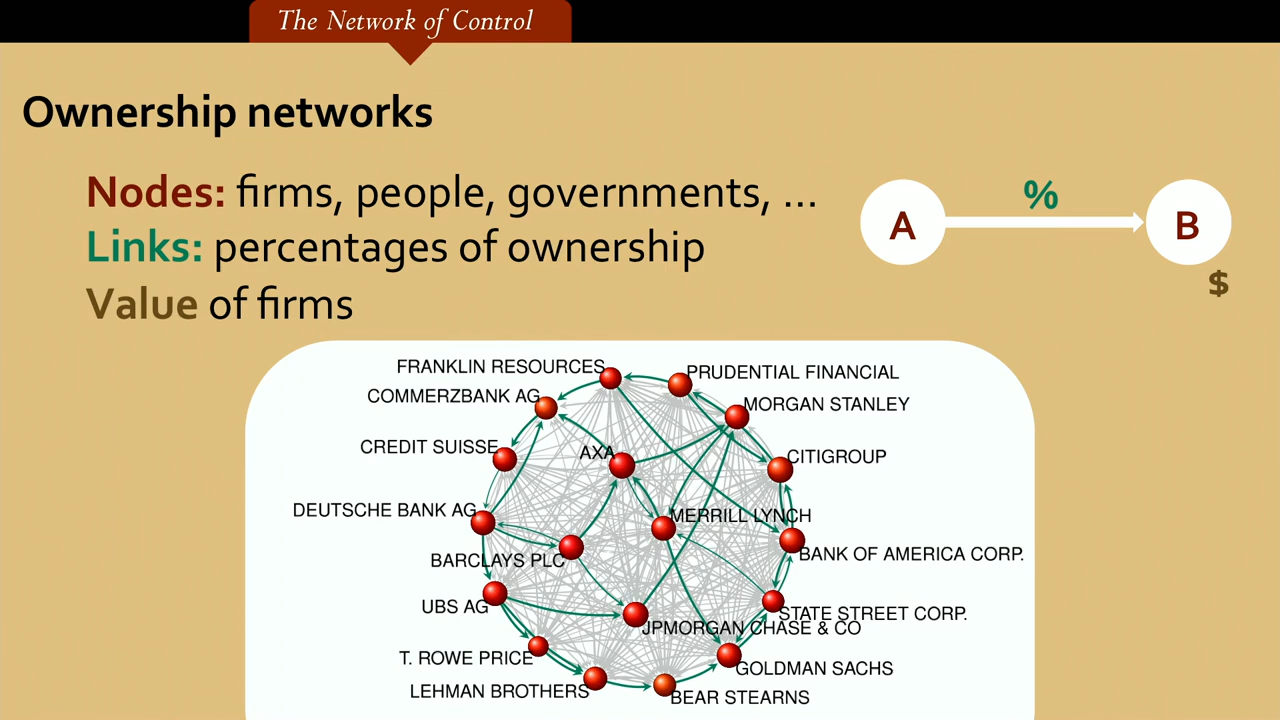 The Network of Control
Ownership networks
Nodes: firms, people, governments, ...
Links: percentages of ownership
Value of firms
A
%
B
$
FRANKLIN RESOURCES
PRUDENTIAL FINANCIAL
COMMERZBANK AG
MORGAN STANLEY
CREDIT SUISSE
AXA
CITIGROUP
DEUTSCHE BANK AG
MERRILL LYNCH
BARCLAYS PLC
BANK OF AMERICA CORP.
UBS AG
STATE STREET CORP.
JPMORGAN CHASE & CO
T. ROWE PRICE
GOLDMAN SACHS
LEHMAN BROTHERS
BEAR STEARNS